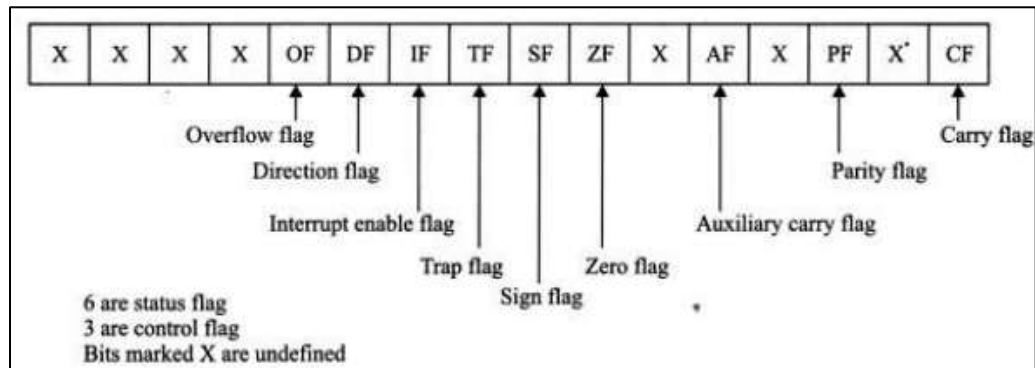 X X X X OF DF IF TF SF ZF X AF X PF X* CF
Overflow flag
Carry flag
Direction flag
Parity flag
Interrupt enable flag
Auxiliary carry flag
Trap flag
Zero flag
Sign flag
6 are status flag
3 are control flag
Bits marked X are undefined